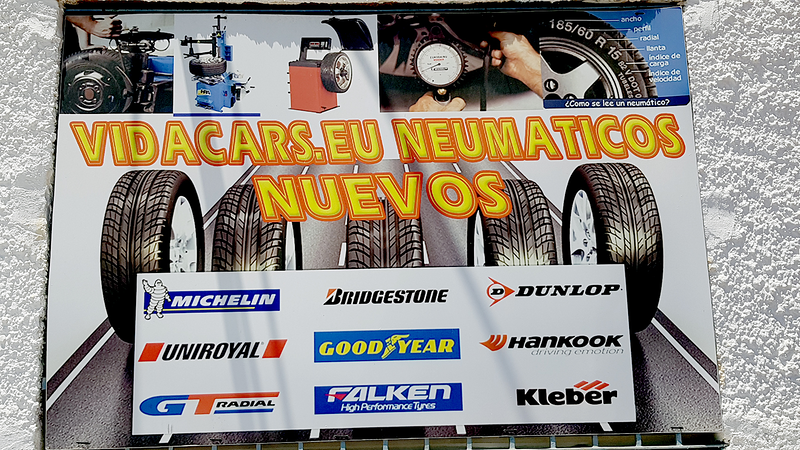 185/60 R 15
ancho
perfil
radial
llanta
índice de
carga
índice de
velocidad
¿Como se lee un neumático?
VIDACARS.EU NEUMATICOS
NUEVOS
MICHELIN
BRIDGESTONE
D DUNLOP
UNIROYAL
GOODYEAR
HANKOOK
driving emotion
GT RADIAL
FALKEN
High Performance Tyres
Kleber